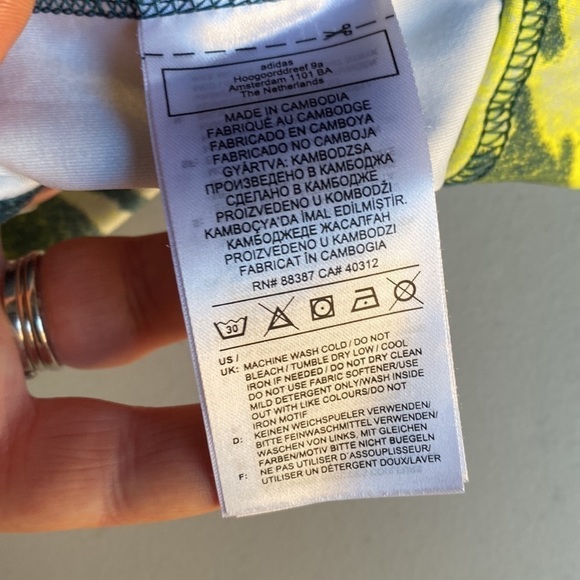 adidas
Hoogoorddreef 9a
Amsterdam 1101 BA
The Netherlands
MADE IN CAMBODIA
FABRIQUÉ AU CAMBODGE
FABRICADO EN CAMBOYA
FABRICADO NO CAMBOJA
GYÁRTVA: KAMBODZSA
ПРОИЗВЕДЕНО В КАМБОДЖА
СДЕЛАНО В КАМБОДЖЕ
PROIZVEDENO U KOMBODŽI
KAMBOÇYA'DA İMAL EDİLMİŞTİR.
КАМБОДЖЕДЕ ЖАСАЛҒАН
PROIZVEDENO U KAMBODZI
FABRICAT ÎN CAMBOGIA
RN# 88387 CA# 40312
30
US / UK: MACHINE WASH COLD / DO NOT
BLEACH / TUMBLE DRY LOW / COOL
IRON IF NEEDED / DO NOT DRY CLEAN
DO NOT USE FABRIC SOFTENER/USE
MILD DETERGENT ONLY/WASH INSIDE
OUT WITH LIKE COLOURS/DO NOT
IRON MOTIF
D: KEINEN WEICHSPUELER VERWENDEN/
BITTE FEINWASCHMITTEL VERWENDEN/
WASCHEN VON LINKS, MIT GLEICHEN
FARBEN/MOTIV BITTE NICHT BUEGELN
F: NE PAS UTILISER D'ASSOUPLISSEUR/
UTILISER UN DÉTERGENT DOUX/LAVER